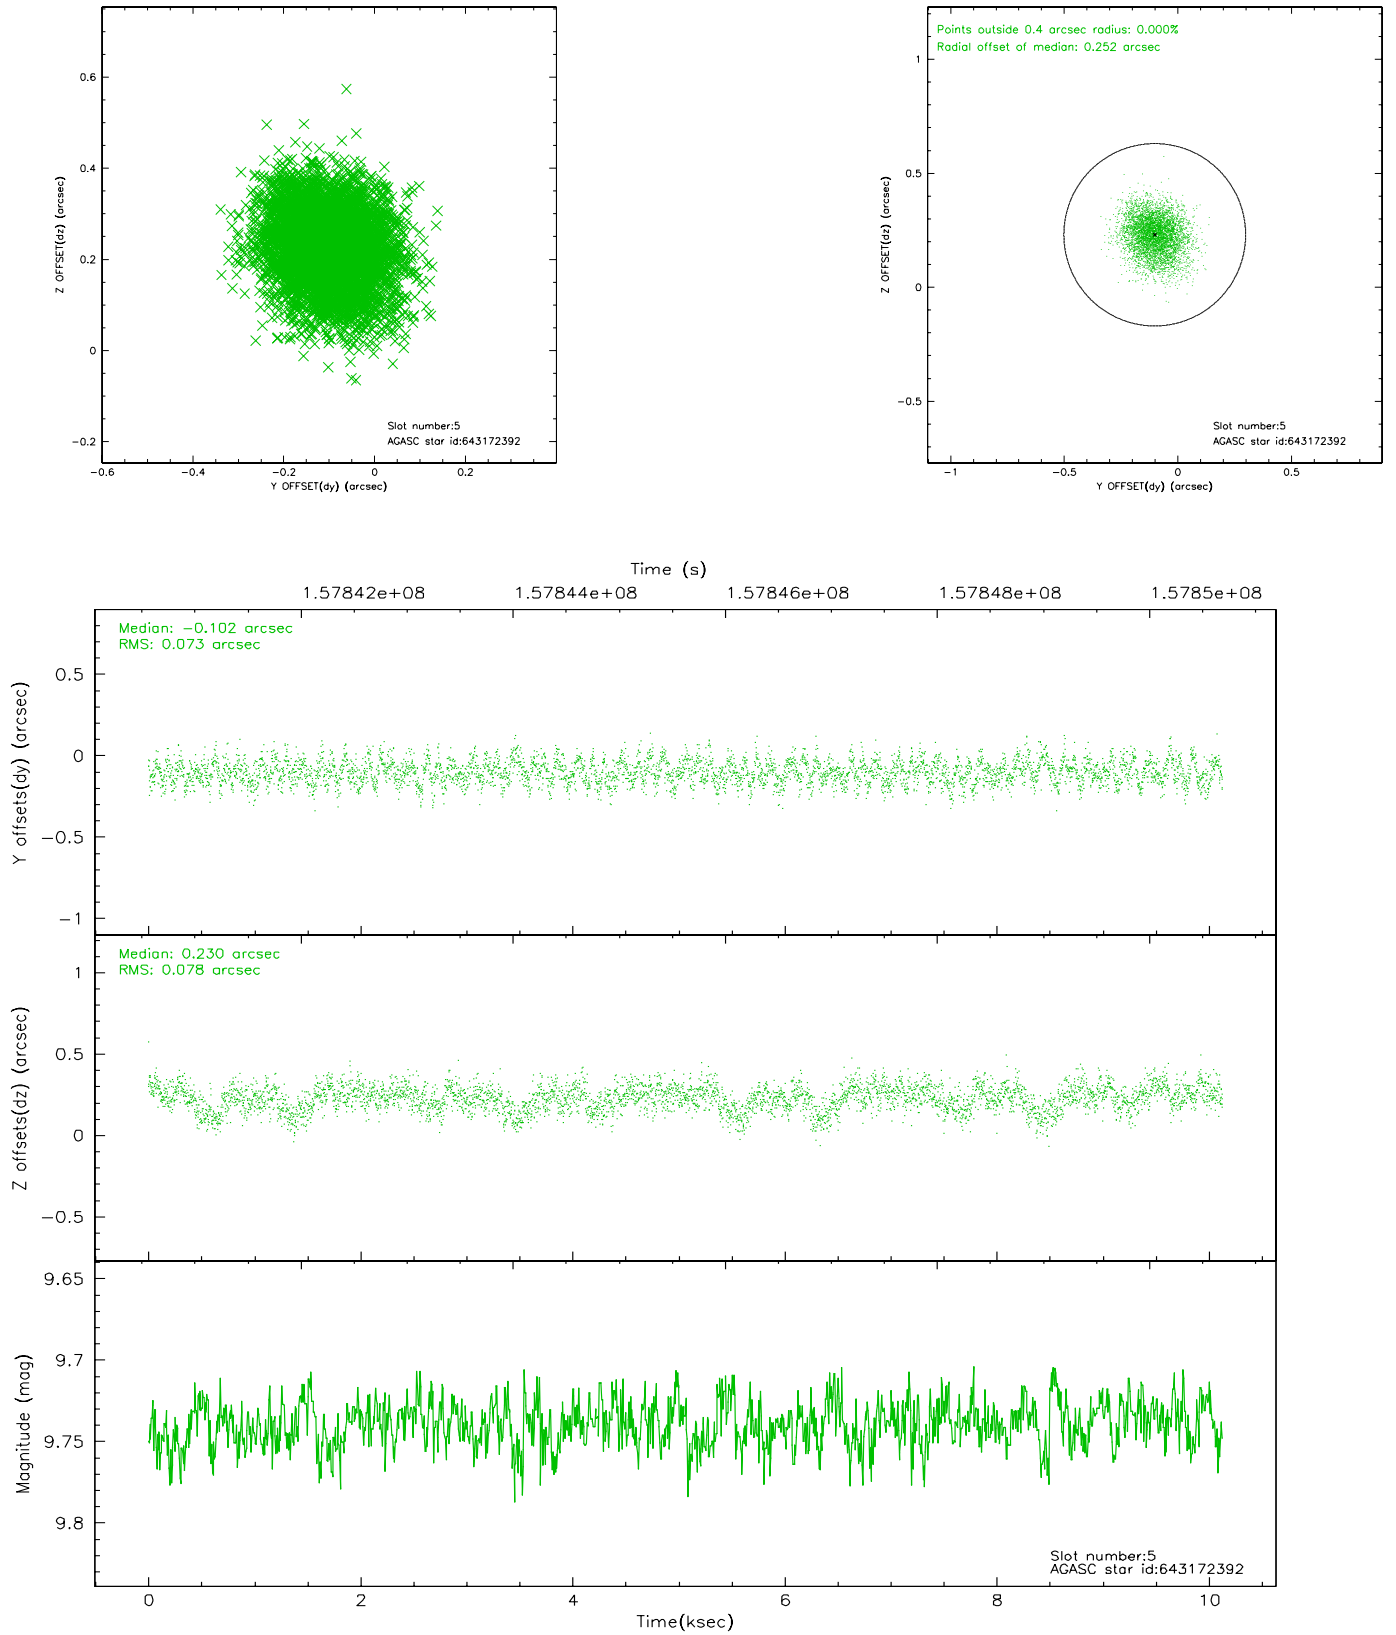 0.6
0.4
0.2
0
−0.2
Z OFFSET(dz) (arcsec)
Slot number:5
AGASC star id:643172392
−0.6 −0.4 −0.2 0 0.2
Y OFFSET(dy) (arcsec)
Points outside 0.4 arcsec radius: 0.000%
Radial offset of median: 0.252 arcsec
1
0.5
0
−0.5
Z OFFSET(dz) (arcsec)
Slot number:5
AGASC star id:643172392
−1 −0.5 0 0.5
Y OFFSET(dy) (arcsec)
Time (s)
1.57842e+08 1.57844e+08 1.57846e+08 1.57848e+08 1.5785e+08
Median: −0.102 arcsec
RMS: 0.073 arcsec
0.5
0
−0.5
−1
Y offsets(dy) (arcsec)
Median: 0.230 arcsec
RMS: 0.078 arcsec
1
0.5
0
−0.5
Z offsets(dz) (arcsec)
9.65
9.7
9.75
9.8
Magnitude (mag)
Slot number:5
AGASC star id:643172392
0 2 4 6 8 10
Time(ksec)